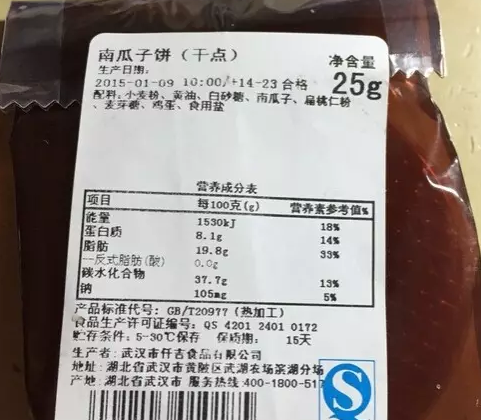 南瓜子饼（干点）
净含量
25g
生产日期：
2015-01-09 10:00/+14-23 合格
配料：小麦粉、黄油、白砂糖、南瓜子、扁桃仁粉
、麦芽糖、鸡蛋、食用盐
营养成分表
项目 每100克(g) 营养素参考值%
能量 1530kJ 18%
蛋白质 8.1g 14%
脂肪 19.8g 33%
--反式脂肪(酸) 0.0g
碳水化合物 37.7g 13%
钠 105mg 5%
产品标准代号：GB/T20977（热加工）
食品生产许可证编号：QS 4201 2401 0172
贮存条件：5-30℃保存 保质期：15天
生产者：武汉市仟吉食品有限公司
地址：湖北省武汉市黄陂区武湖农场滨湖分场
产地：湖北省武汉市 服务热线：400-1800-517
S